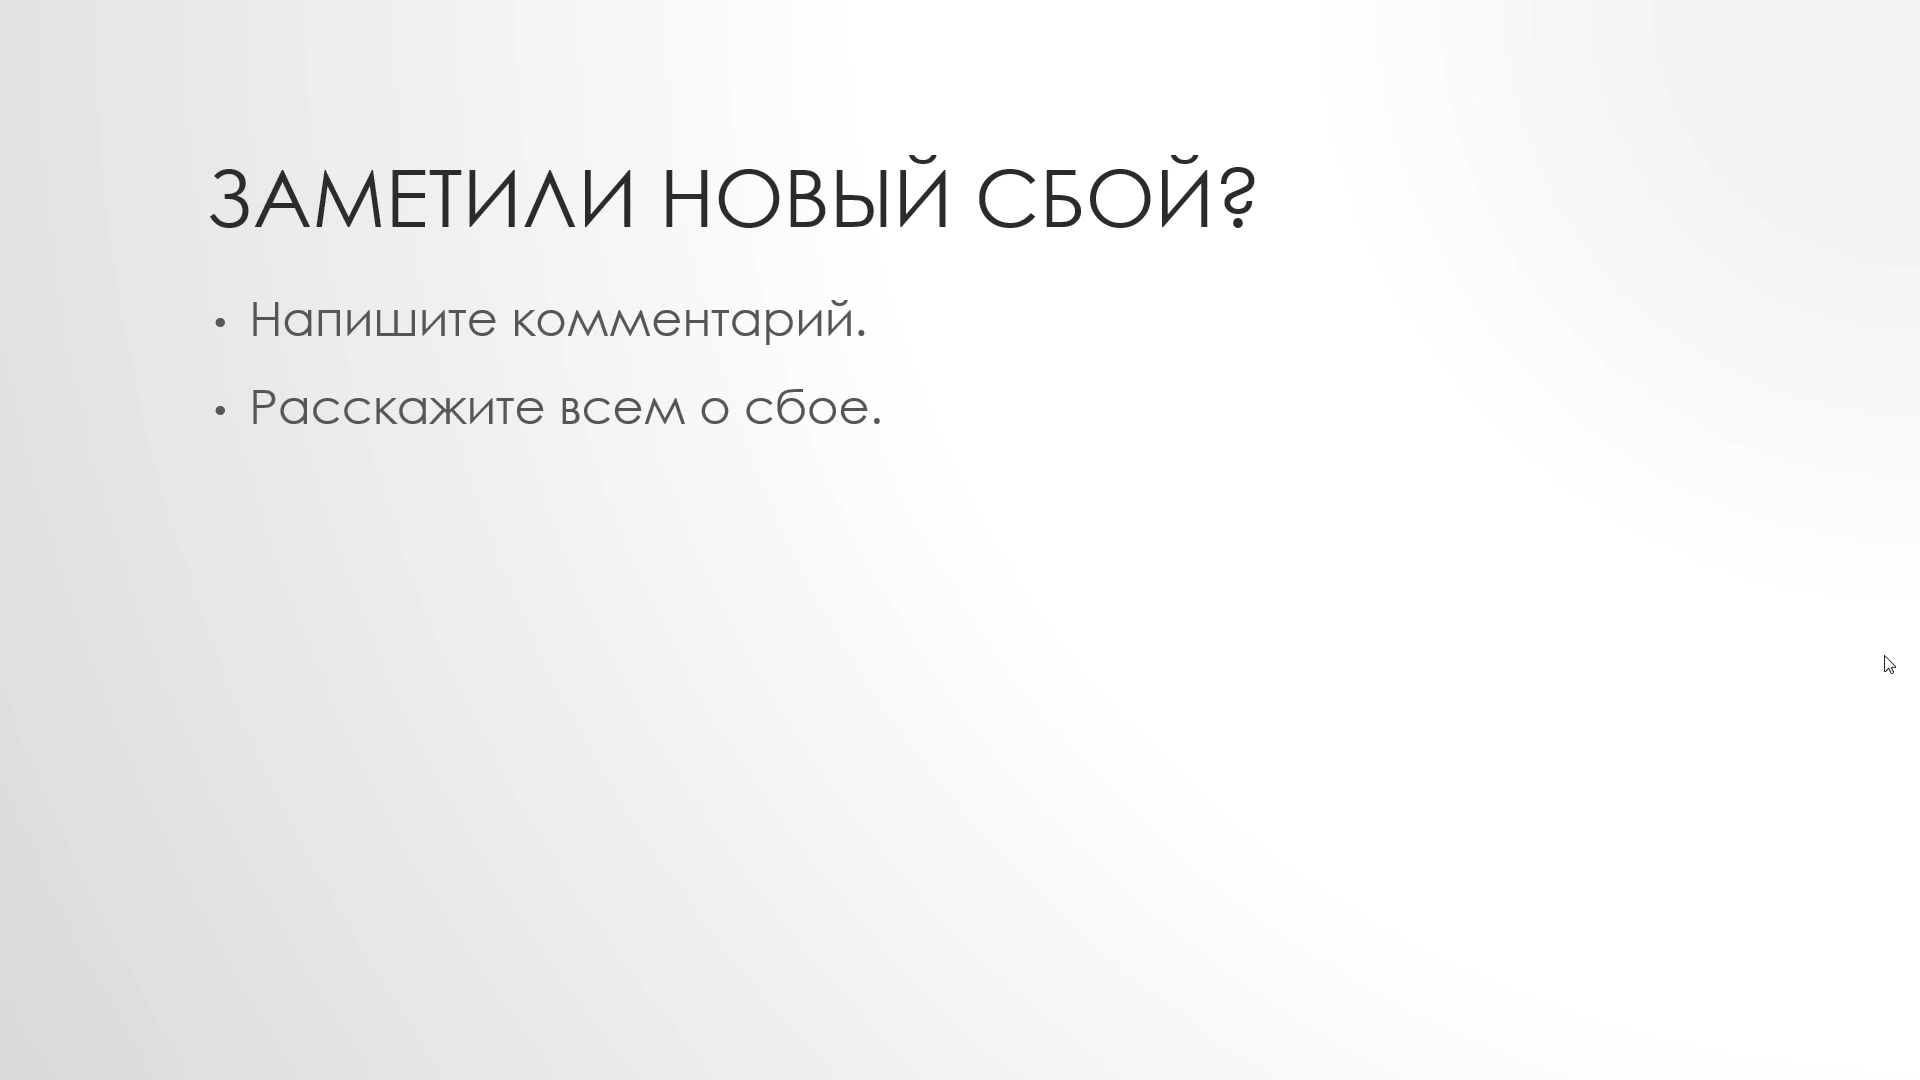 ЗАМЕТИЛИ НОВЫЙ СБОЙ?
• Напишите комментарий.
• Расскажите всем о сбое.